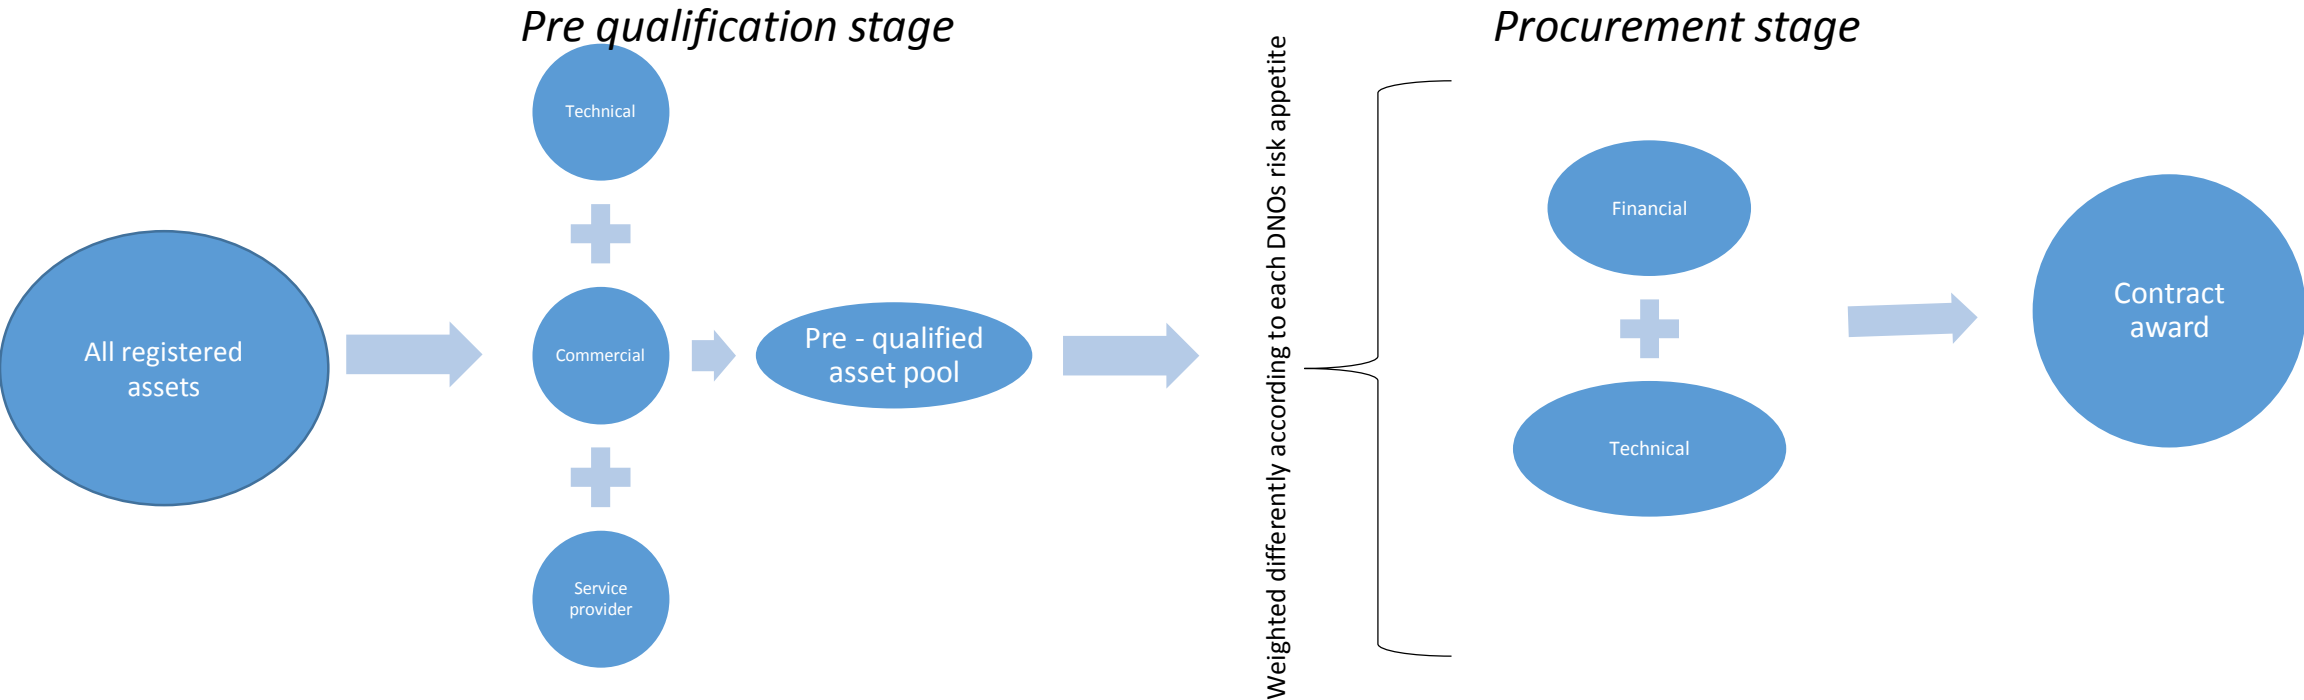 Pre qualification stage
Procurement stage
All registered
assets
Technical
Commercial
Service
provider
Pre - qualified
asset pool
Weighted differently according to each DNOs risk appetite
Financial
Technical
Contract
award